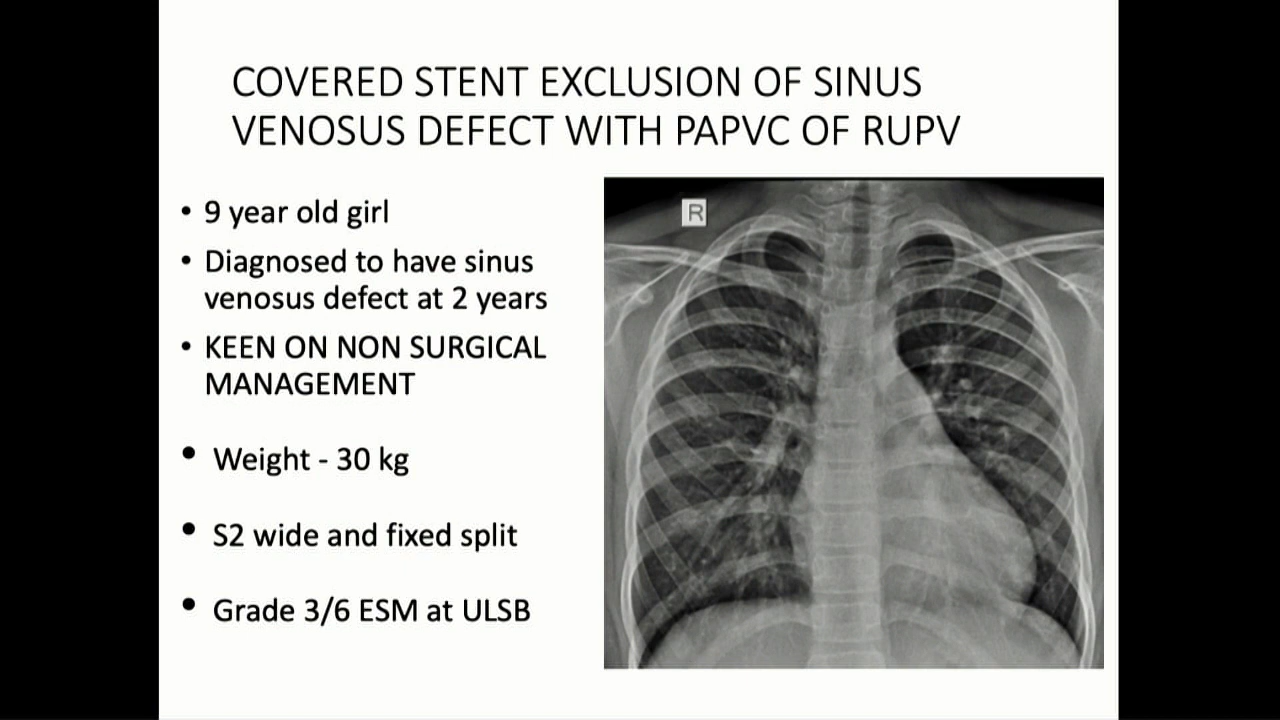 COVERED STENT EXCLUSION OF SINUS
VENOSUS DEFECT WITH PAPVC OF RUPV
• 9 year old girl
• Diagnosed to have sinus
venosus defect at 2 years
• KEEN ON NON SURGICAL
MANAGEMENT
• Weight - 30 kg
• S2 wide and fixed split
• Grade 3/6 ESM at ULSB
R